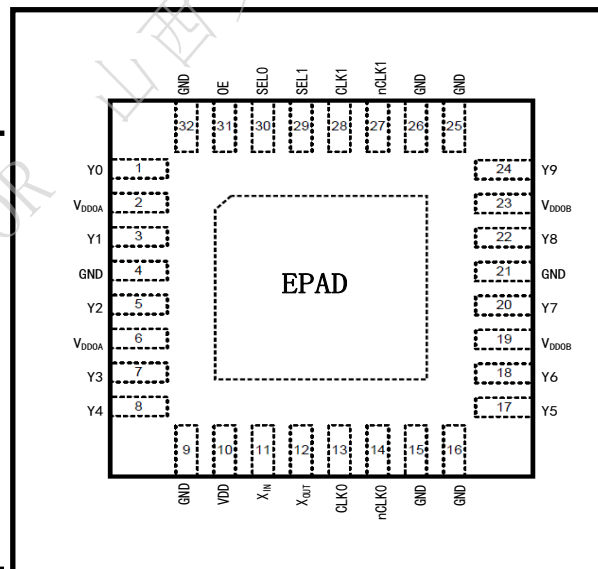 山西
OR
GND OE SEL0 SEL1 CLK1 nCLK1 GND GND
32 31 30 29 28 27 26 25
Y0 1 24 Y9
VDDOA 2 23 VDDOB
Y1 3 22 Y8
GND 4 21 GND
EPAD
Y2 5 20 Y7
VDDOA 6 19 VDDOB
Y3 7 18 Y6
Y4 8 17 Y5
9 10 11 12 13 14 15 16
GND VDD XIN XOUT CLK0 nCLK0 GND GND